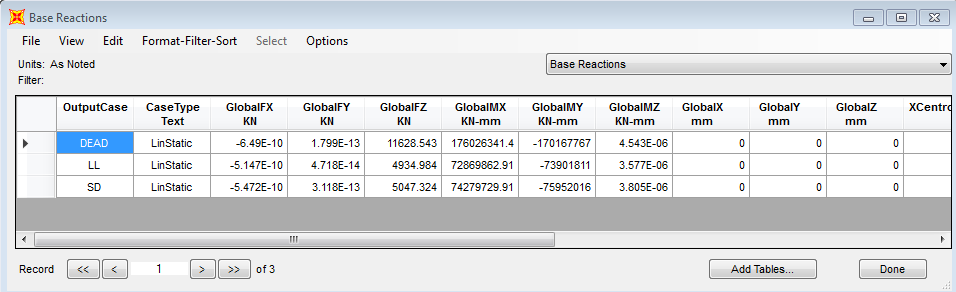 Base Reactions
File View Edit Format-Filter-Sort Select Options
Units: As Noted Base Reactions
Filter:
OutputCase CaseType GlobalFX GlobalFY GlobalFZ GlobalMX GlobalMY GlobalMZ GlobalX GlobalY GlobalZ XCentro
Text KN KN KN KN-mm KN-mm KN-mm mm mm mm
DEAD LinStatic -6.49E-10 1.799E-13 11628.543 176026341.4 -170167767 4.543E-06 0 0 0
LL LinStatic -5.147E-10 4.718E-14 4934.984 72869862.91 -73901811 3.577E-06 0 0 0
SD LinStatic -5.472E-10 3.118E-13 5047.324 74279729.91 -75952016 3.805E-06 0 0 0
Record << < 1 > >> of 3 Add Tables... Done